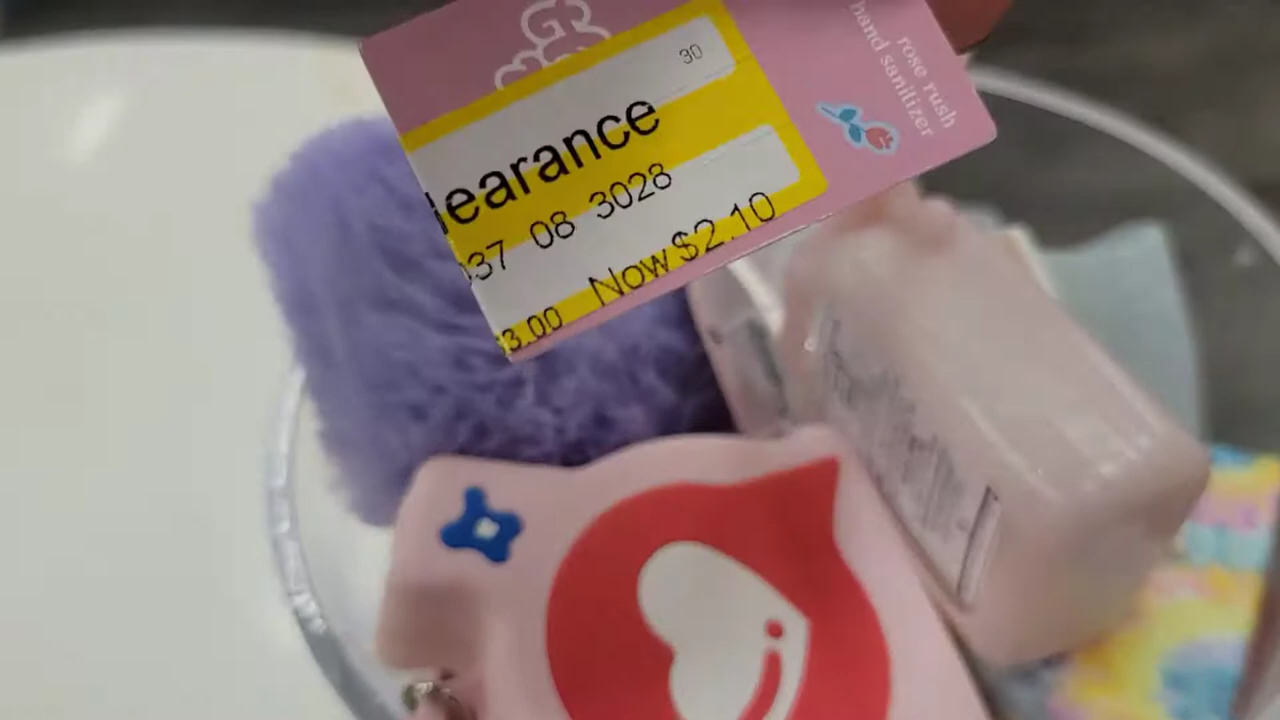 30
learance
37 08 3028
Now $2.10
3.00
rose rush
hand sanitizer